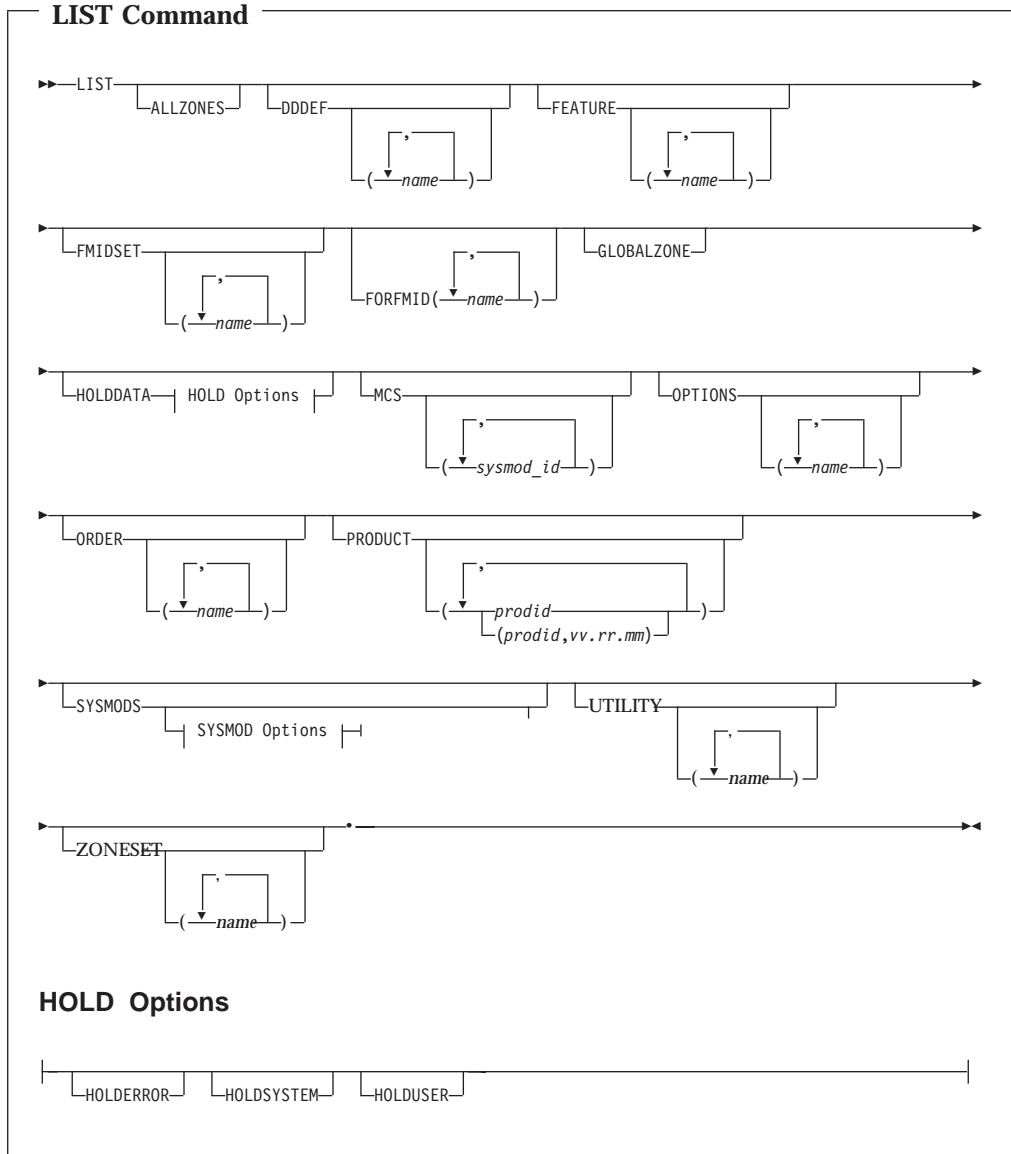 LIST Command
LIST
ALLZONES
DDDEF
FEATURE
,
,
( name )
( name )
FMIDSET
,
FORFMID( name )
GLOBALZONE
,
( name )
HOLDDATA HOLD Options
MCS
OPTIONS
,
,
( sysmod_id )
( name )
ORDER
PRODUCT
,
,
( name )
( prodid )
(prodid,vv.rr.mm)
SYSMODS
UTILITY
SYSMOD Options
,
( name )
ZONESET
.
,
( name )
HOLD Options
HOLDERROR HOLDSYSTEM HOLDUSER